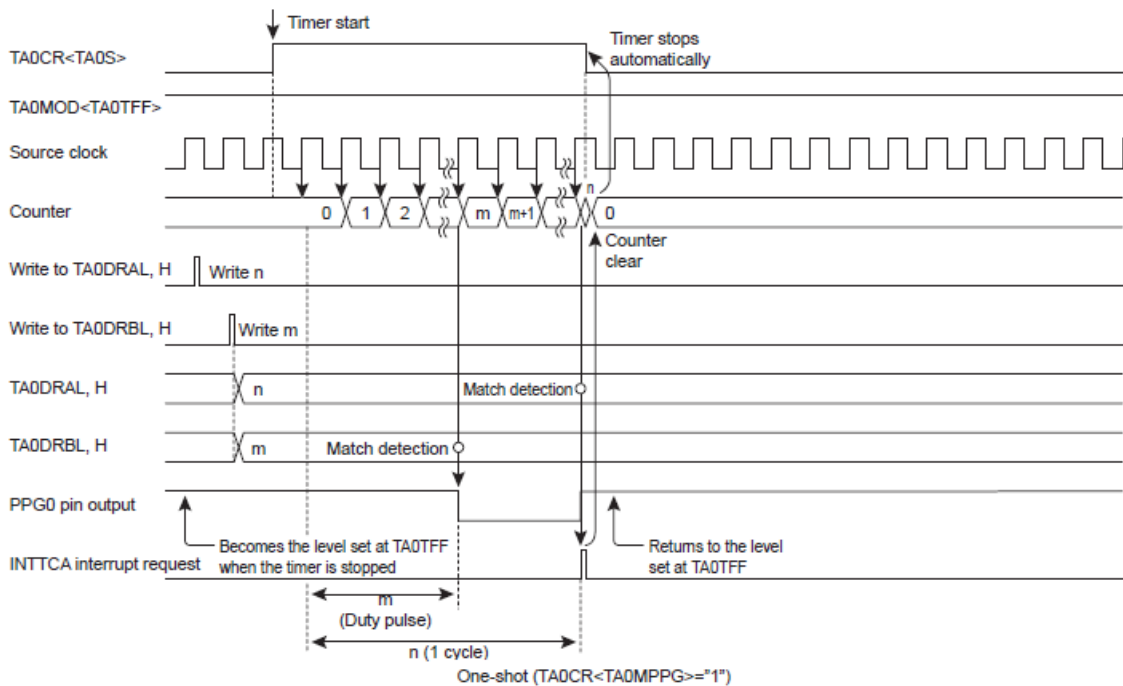 Timer start
TA0CR<TA0S>
Timer stops
automatically
TA0MOD<TA0TFF>
Source clock
n
Counter
0 1 2 m m+1 0
Counter
clear
Write to TA0DRAL, H
Write n
Write to TA0DRBL, H
Write m
TA0DRAL, H
n
Match detection
TA0DRBL, H
m
Match detection
PPG0 pin output
Becomes the level set at TA0TFF
when the timer is stopped
Returns to the level
set at TA0TFF
INTTCA interrupt request
m
(Duty pulse)
n (1 cycle)
One-shot (TA0CR<TA0MPPG>="1")